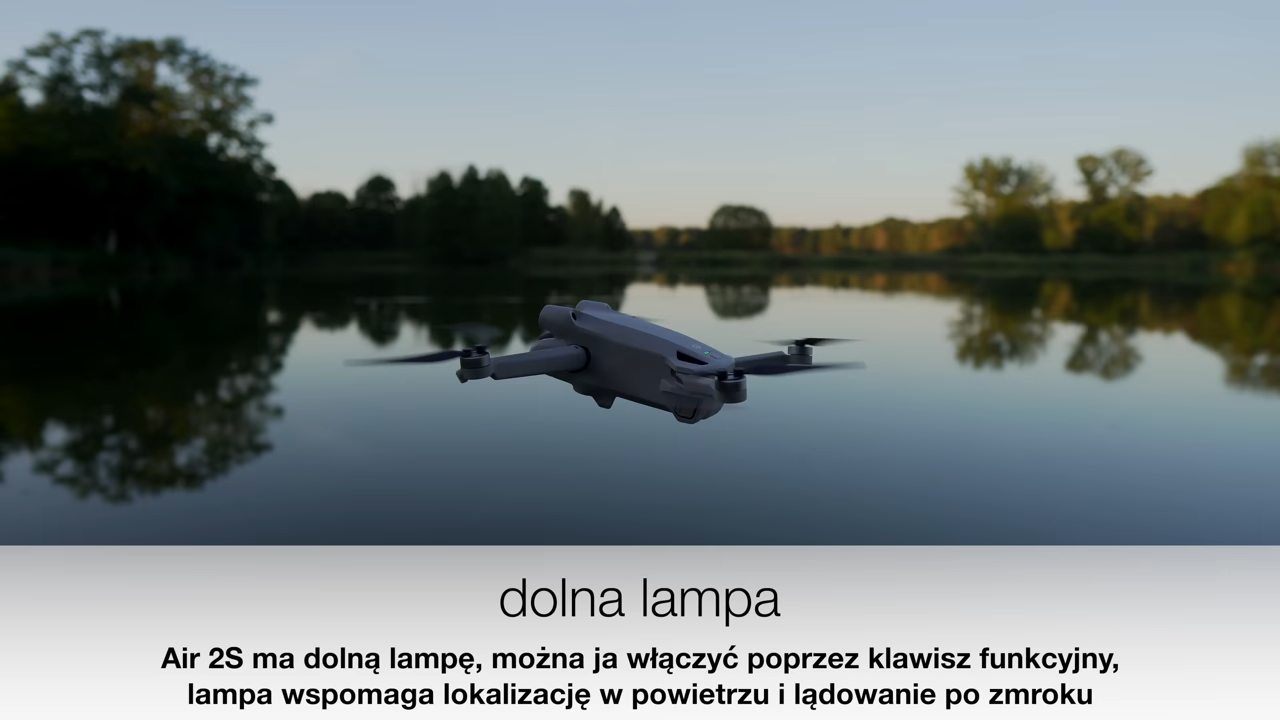 dolna lampa
Air 2S ma dolną lampę, można ja włączyć poprzez klawisz funkcyjny,
lampa wspomaga lokalizację w powietrzu i lądowanie po zmroku